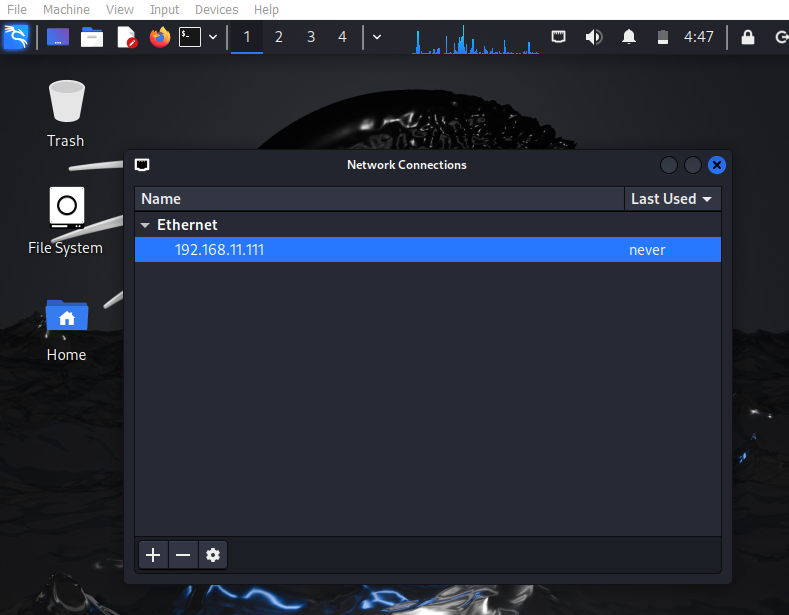 File Machine View Input Devices Help
1 2 3 4 4:47
Trash
Network Connections
Name Last Used
Ethernet
192.168.11.111 never
File System
Home